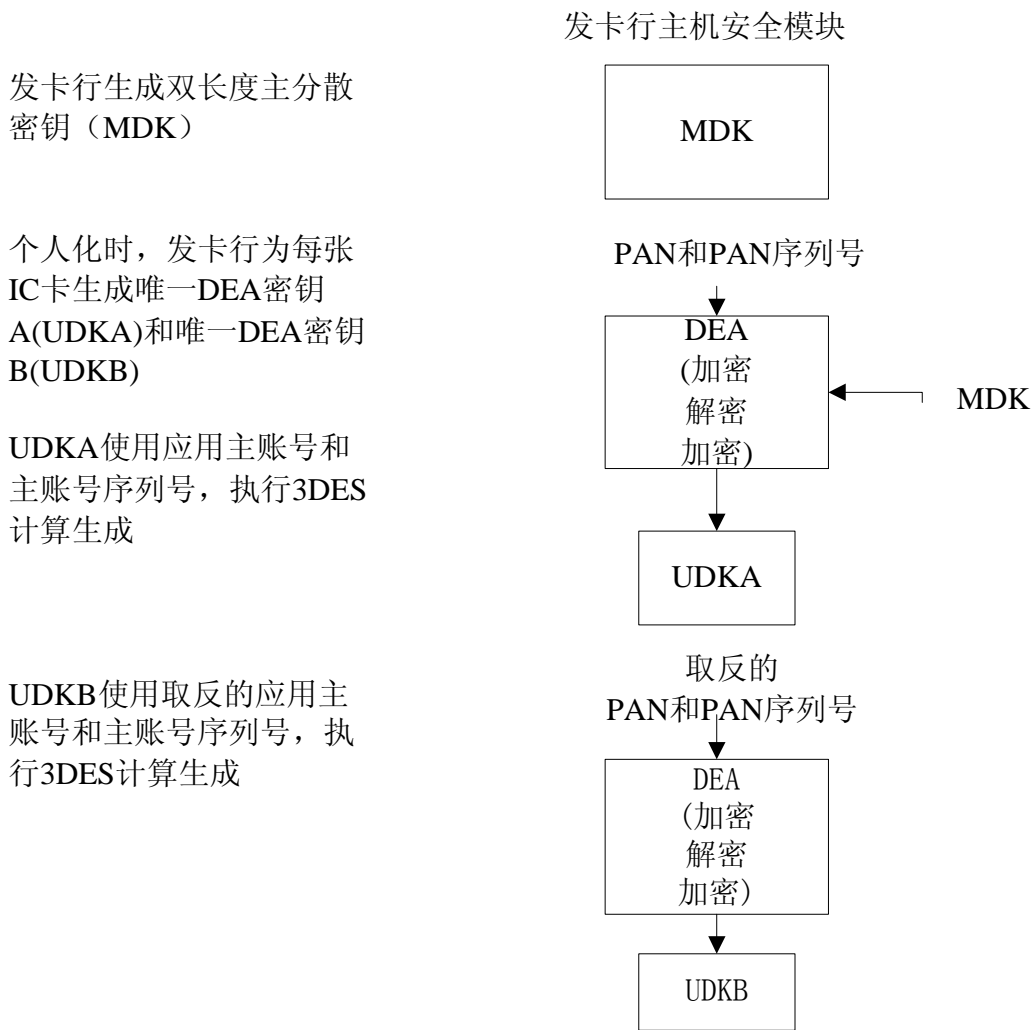 发卡行主机安全模块
发卡行生成双长度主分散
密钥（MDK）
MDK
个人化时，发卡行为每张
IC卡生成唯一DEA密钥
A(UDKA)和唯一DEA密钥
B(UDKB)
PAN和PAN序列号
DEA
(加密
解密
加密)
MDK
UDKA使用应用主账号和
主账号序列号，执行3DES
计算生成
UDKA
取反的
PAN和PAN序列号
UDKB使用取反的应用主
账号和主账号序列号，执
行3DES计算生成
DEA
(加密
解密
加密)
UDKB